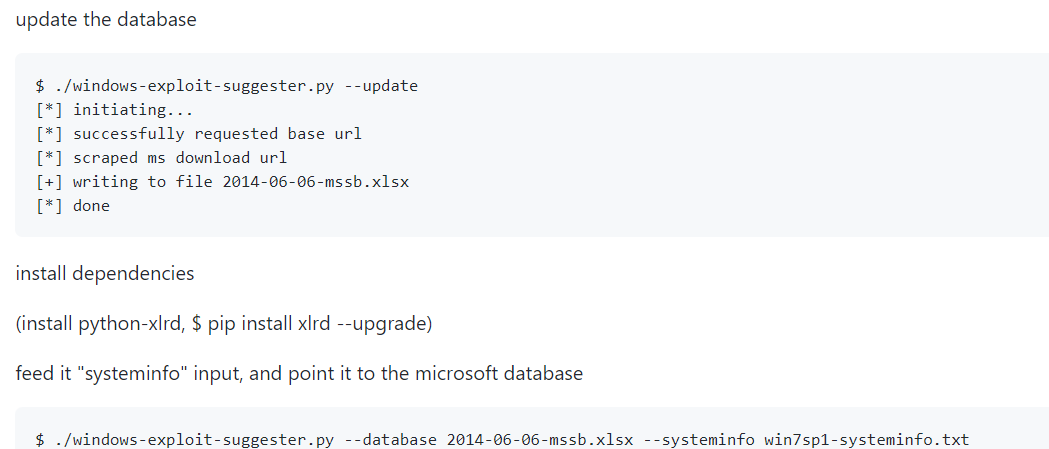 update the database
$ ./windows-exploit-suggester.py --update
[*] initiating...
[*] successfully requested base url
[*] scraped ms download url
[+] writing to file 2014-06-06-mssb.xlsx
[*] done
install dependencies
(install python-xlrd, $ pip install xlrd --upgrade)
feed it "systeminfo" input, and point it to the microsoft database
$ ./windows-exploit-suggester.py --database 2014-06-06-mssb.xlsx --systeminfo win7sp1-systeminfo.txt